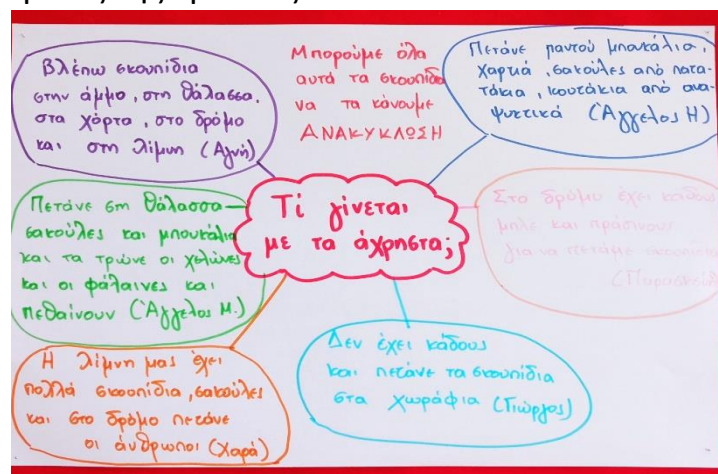 Βλέπω σκουπίδια
στην άμμο, στη θάλασσα,
στα χόρτα, στο δρόμο
και στη λίμνη (Αγνή)
Μπορούμε όλα
αυτά τα σκουπίδια
να τα κάνουμε
ΑΝΑΚΥΚΛΩΣΗ
Πετάνε παντού μπουκάλια,
χαρτιά, σακούλες από πατα-
τάκια, κουτάκια από ανα-
ψυκτικά (Άγγελος Η)
Τί γίνεται
με τα άχρηστα;
Πετάνε στη θάλασσα
σακούλες και μπουκάλια
και τα τρώνε οι χελώνες
και οι φάλαινες και
πεθαίνουν (Άγγελος Μ.)
Στο δρόμο έχει κάδους
μπλε και πράσινους
για να πετάμε σκουπίδια
(Παρασκευή)
Η λίμνη μας έχει
πολλά σκουπίδια, σακούλες
και στο δρόμο πετάνε
οι άνθρωποι (Χαρά)
Δεν έχει κάδους
και πετάνε τα σκουπίδια
στα χωράφια (Γιώργος)